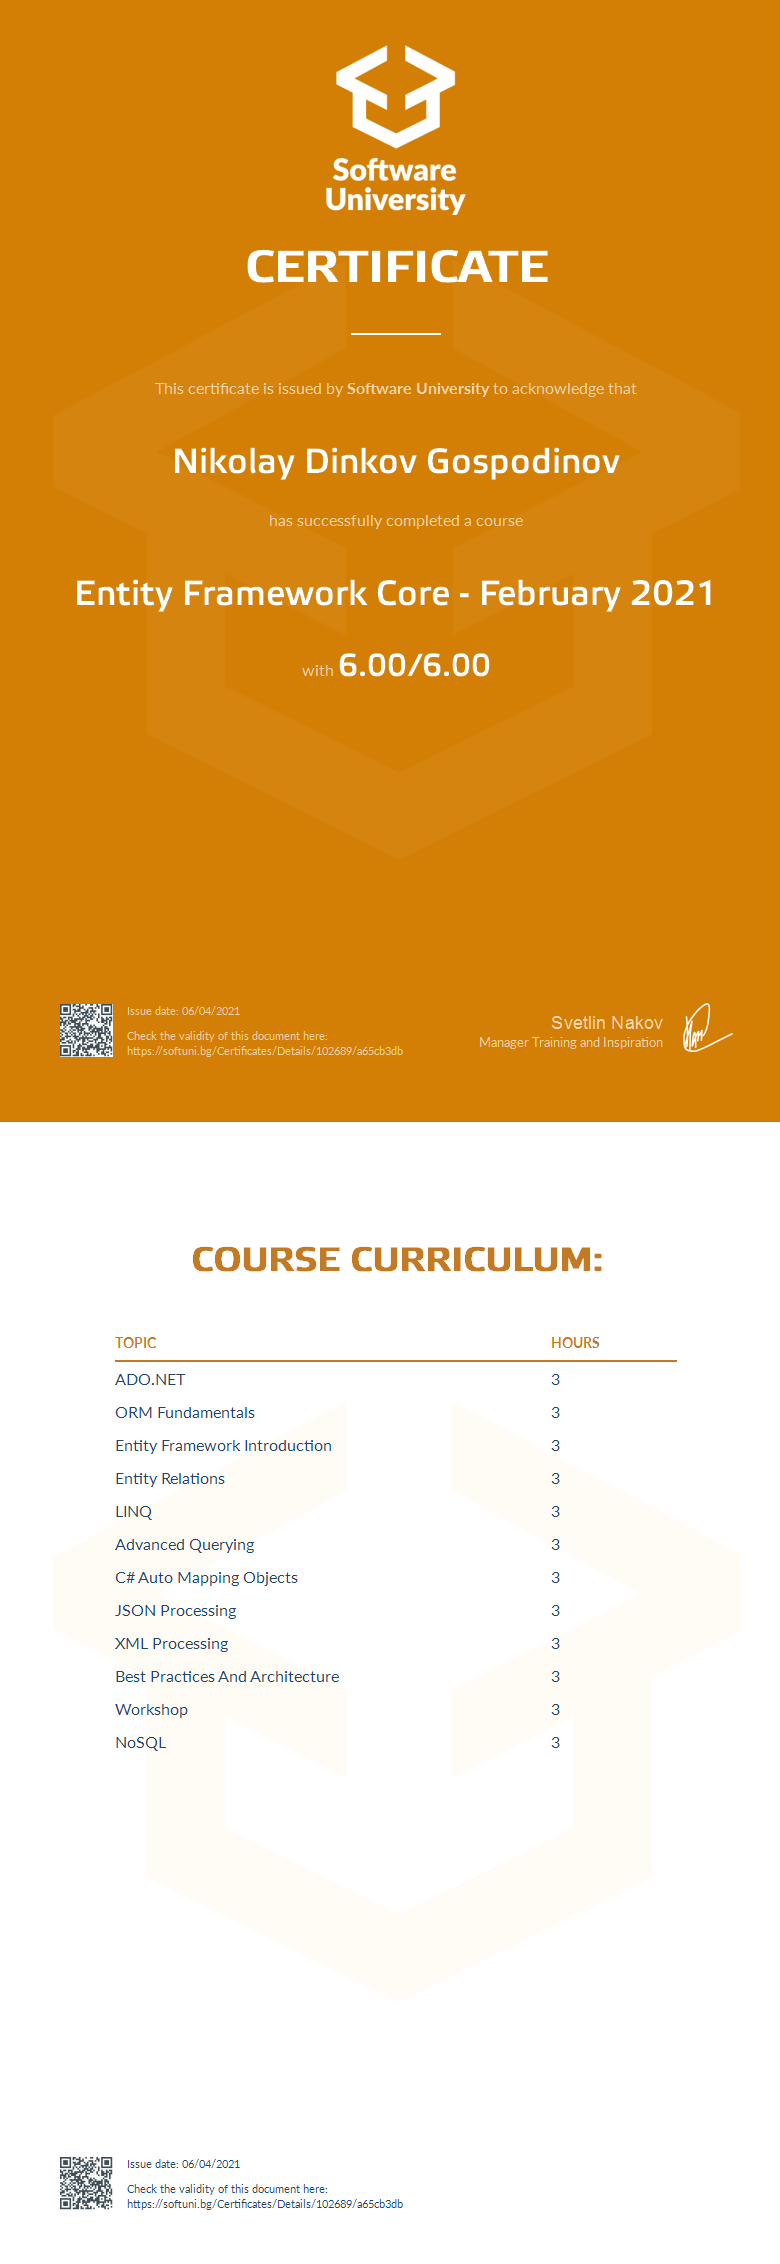 Software
University
CERTIFICATE
This certificate is issued by Software University to acknowledge that
Nikolay Dinkov Gospodinov
has successfully completed a course
Entity Framework Core - February 2021
with 6.00/6.00
Issue date: 06/04/2021
Check the validity of this document here:
https://softuni.bg/Certificates/Details/102689/a65cb3db
Svetlin Nakov
Manager Training and Inspiration
COURSE CURRICULUM:
TOPIC HOURS
ADO.NET 3
ORM Fundamentals 3
Entity Framework Introduction 3
Entity Relations 3
LINQ 3
Advanced Querying 3
C# Auto Mapping Objects 3
JSON Processing 3
XML Processing 3
Best Practices And Architecture 3
Workshop 3
NoSQL 3
Issue date: 06/04/2021
Check the validity of this document here:
https://softuni.bg/Certificates/Details/102689/a65cb3db